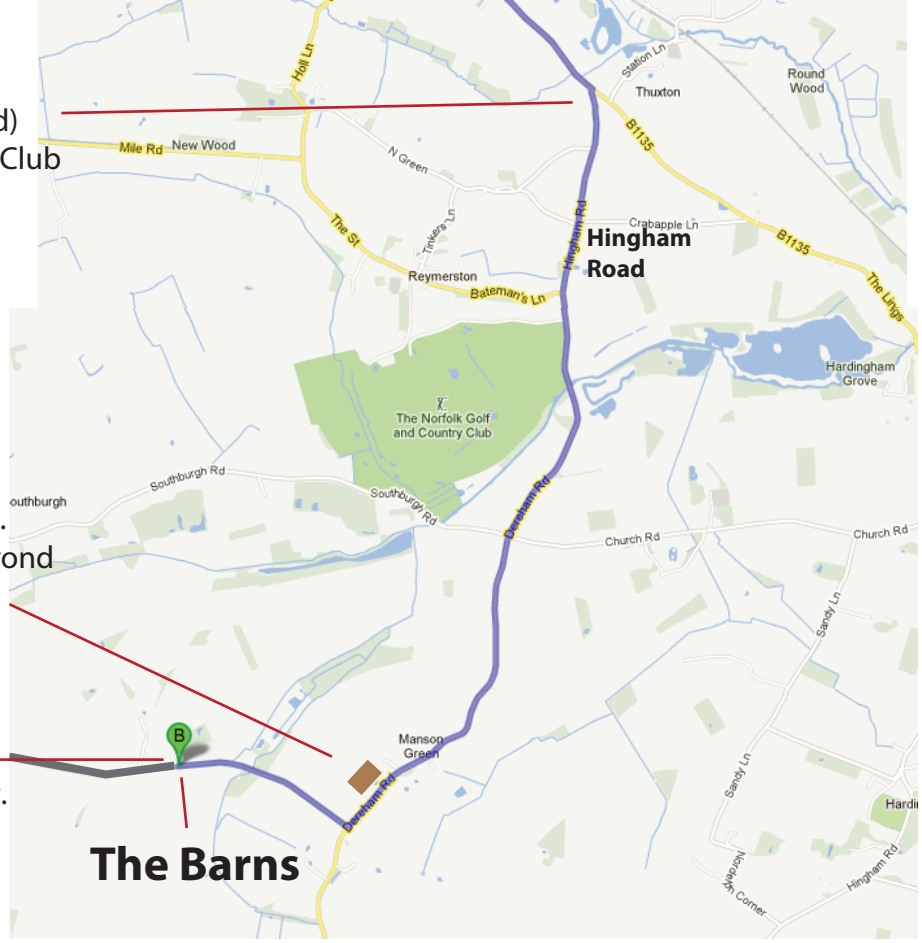 Holl Ln
Station Ln
Thuxton
Round
Wood
d)
Club
Mile Rd
New Wood
B1135
N Green
Tinkers Ln
The St
Hingham Rd
Crabapple Ln
Hingham
Road
B1135
Reymerston
Bateman's Ln
The Lings
Hardingham
Grove
The Norfolk Golf
and Country Club
Southburgh Rd
outhburgh
Southburgh Rd
.
ond
Dereham Rd
Church Rd
Church Rd
Sandy Ln
B
Manson
Green
Dereham Rd
Sandy Ln
.
Hardi
The Barns
Hingham Rd
Corner